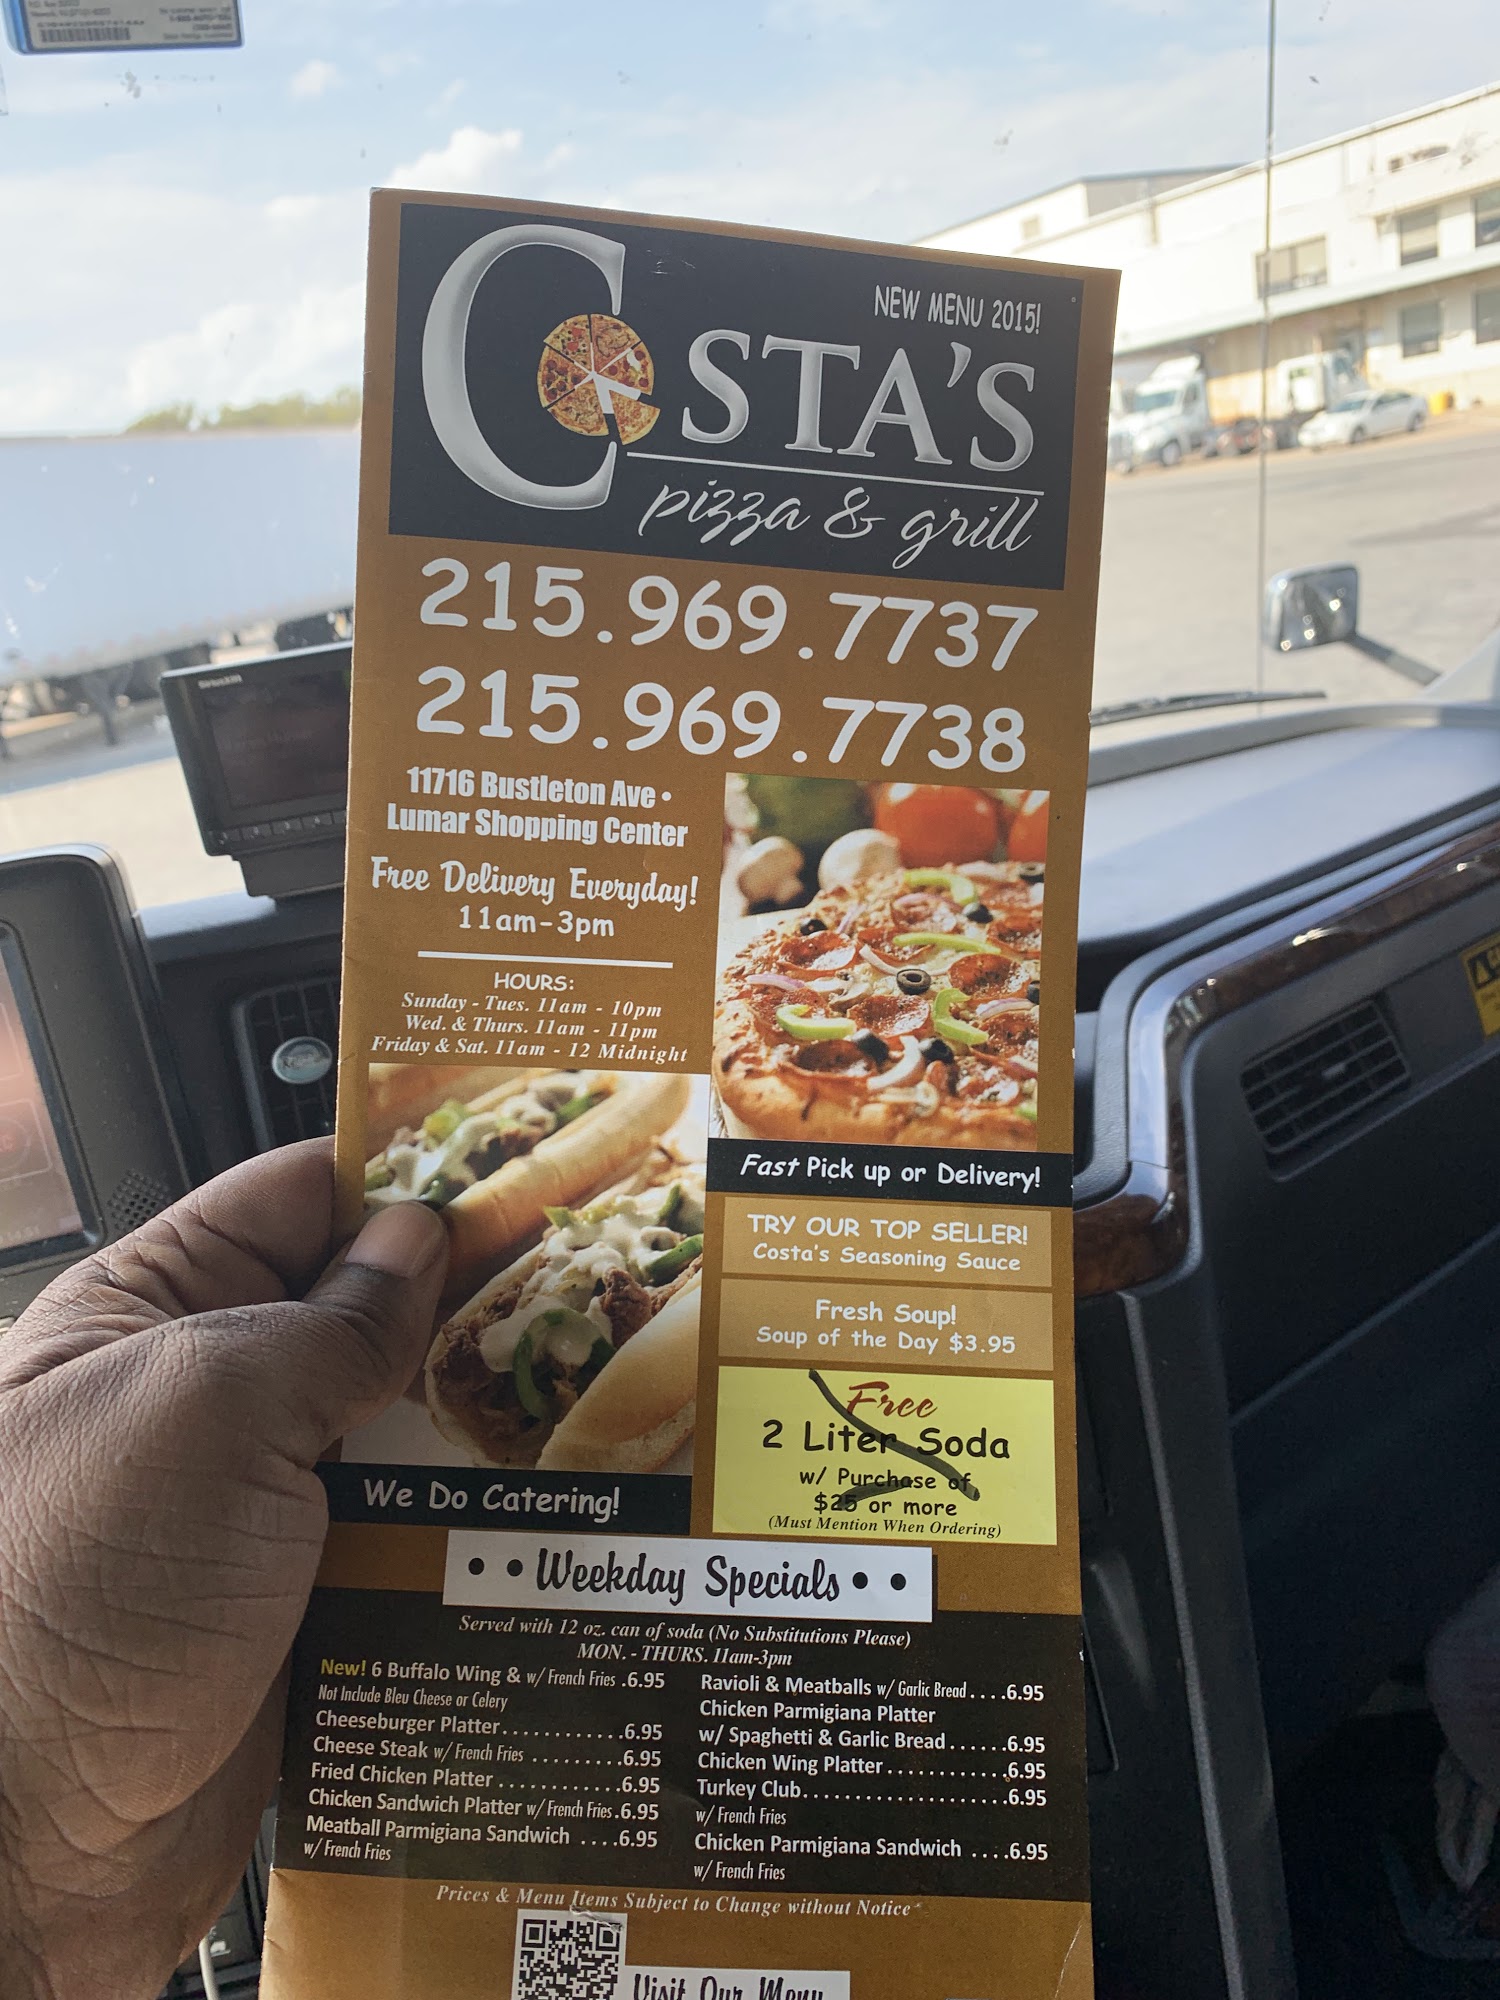 NEW MENU 2015!
COSTA'S
pizza & grill
215.969.7737
215.969.7738
11716 Bustleton Ave •
Lumar Shopping Center
Free Delivery Everyday!
11am-3pm
HOURS:
Sunday - Tues. 11am - 10pm
Wed. & Thurs. 11am - 11pm
Friday & Sat. 11am - 12 Midnight
We Do Catering!
Fast Pick up or Delivery!
TRY OUR TOP SELLER!
Costa's Seasoning Sauce
Fresh Soup!
Soup of the Day $3.95
Free
2 Liter Soda
w/ Purchase of
$25 or more
(Must Mention When Ordering)
• • Weekday Specials • •
Served with 12 oz. can of soda (No Substitutions Please)
MON. - THURS. 11am-3pm
New! 6 Buffalo Wing & w/ French Fries .6.95
Not Include Bleu Cheese or Celery
Cheeseburger Platter............6.95
Cheese Steak w/ French Fries .........6.95
Fried Chicken Platter ............6.95
Chicken Sandwich Platter w/ French Fries.6.95
Meatball Parmigiana Sandwich ....6.95
w/ French Fries
Ravioli & Meatballs w/ Garlic Bread....6.95
Chicken Parmigiana Platter
w/ Spaghetti & Garlic Bread......6.95
Chicken Wing Platter............6.95
Turkey Club....................6.95
w/ French Fries
Chicken Parmigiana Sandwich ....6.95
w/ French Fries
Prices & Menu Items Subject to Change without Notice
Visit Our Menu